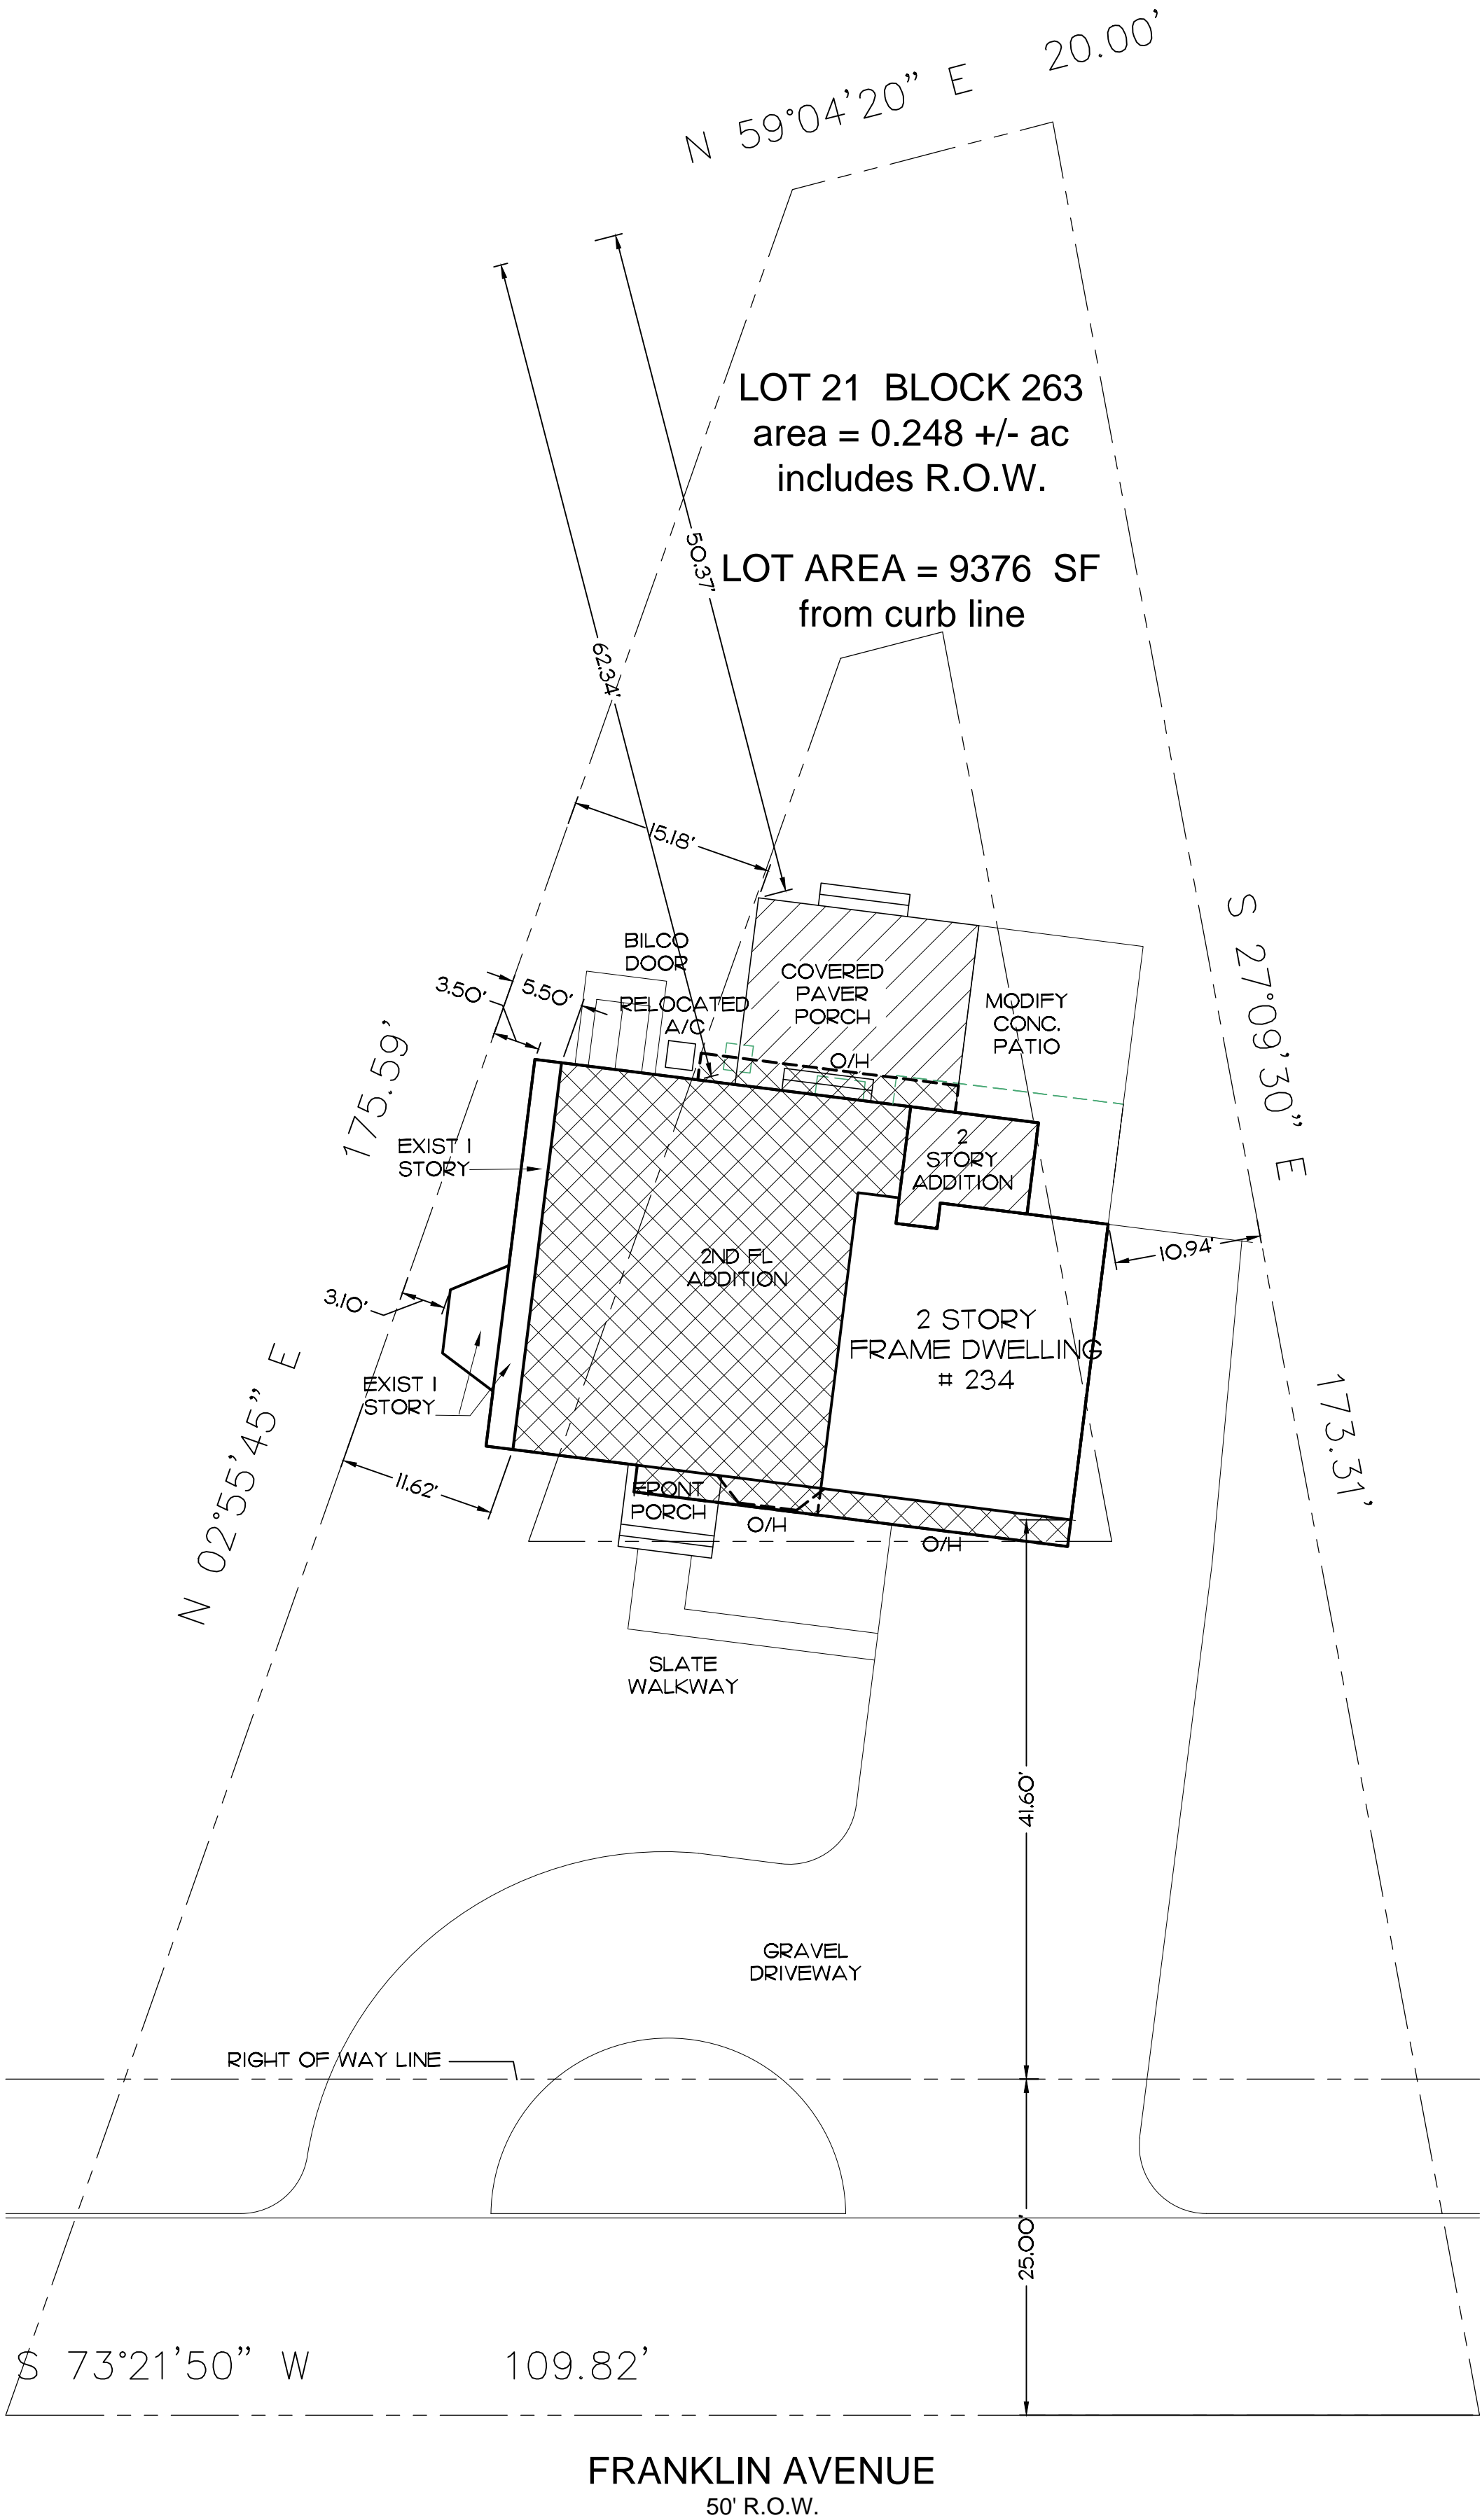 N 59°04'20" E 20.00'
LOT 21 BLOCK 263
area = 0.248 +/- ac
includes R.O.W.
LOT AREA = 9376 SF
from curb line
50.37'
62.34'
15.18'
3.50'
5.50'
BILCO
DOOR
RELOCATED
A/C
COVERED
PAVER
PORCH
MODIFY
CONC.
PATIO
O/H
S 27°09'30" E
173.31'
175.59'
N 02°55'45" E
EXIST 1
STORY
2
STORY
ADDITION
2ND FL
ADDITION
10.94'
3.10'
2 STORY
FRAME DWELLING
# 234
EXIST 1
STORY
11.62'
FRONT
PORCH
O/H
O/H
SLATE
WALKWAY
41.60'
GRAVEL
DRIVEWAY
RIGHT OF WAY LINE
25.00'
S 73°21'50" W 109.82'
FRANKLIN AVENUE
50' R.O.W.